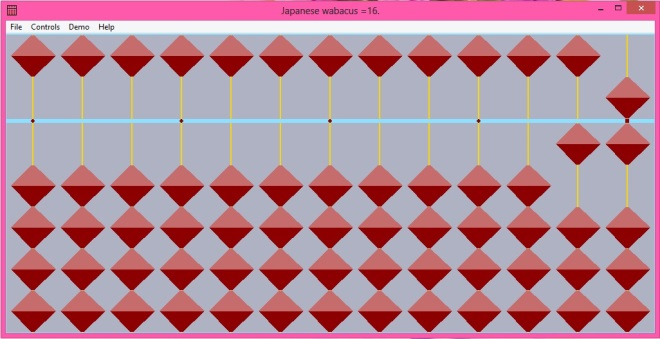 Japanese wabacus =16.
File Controls Demo Help